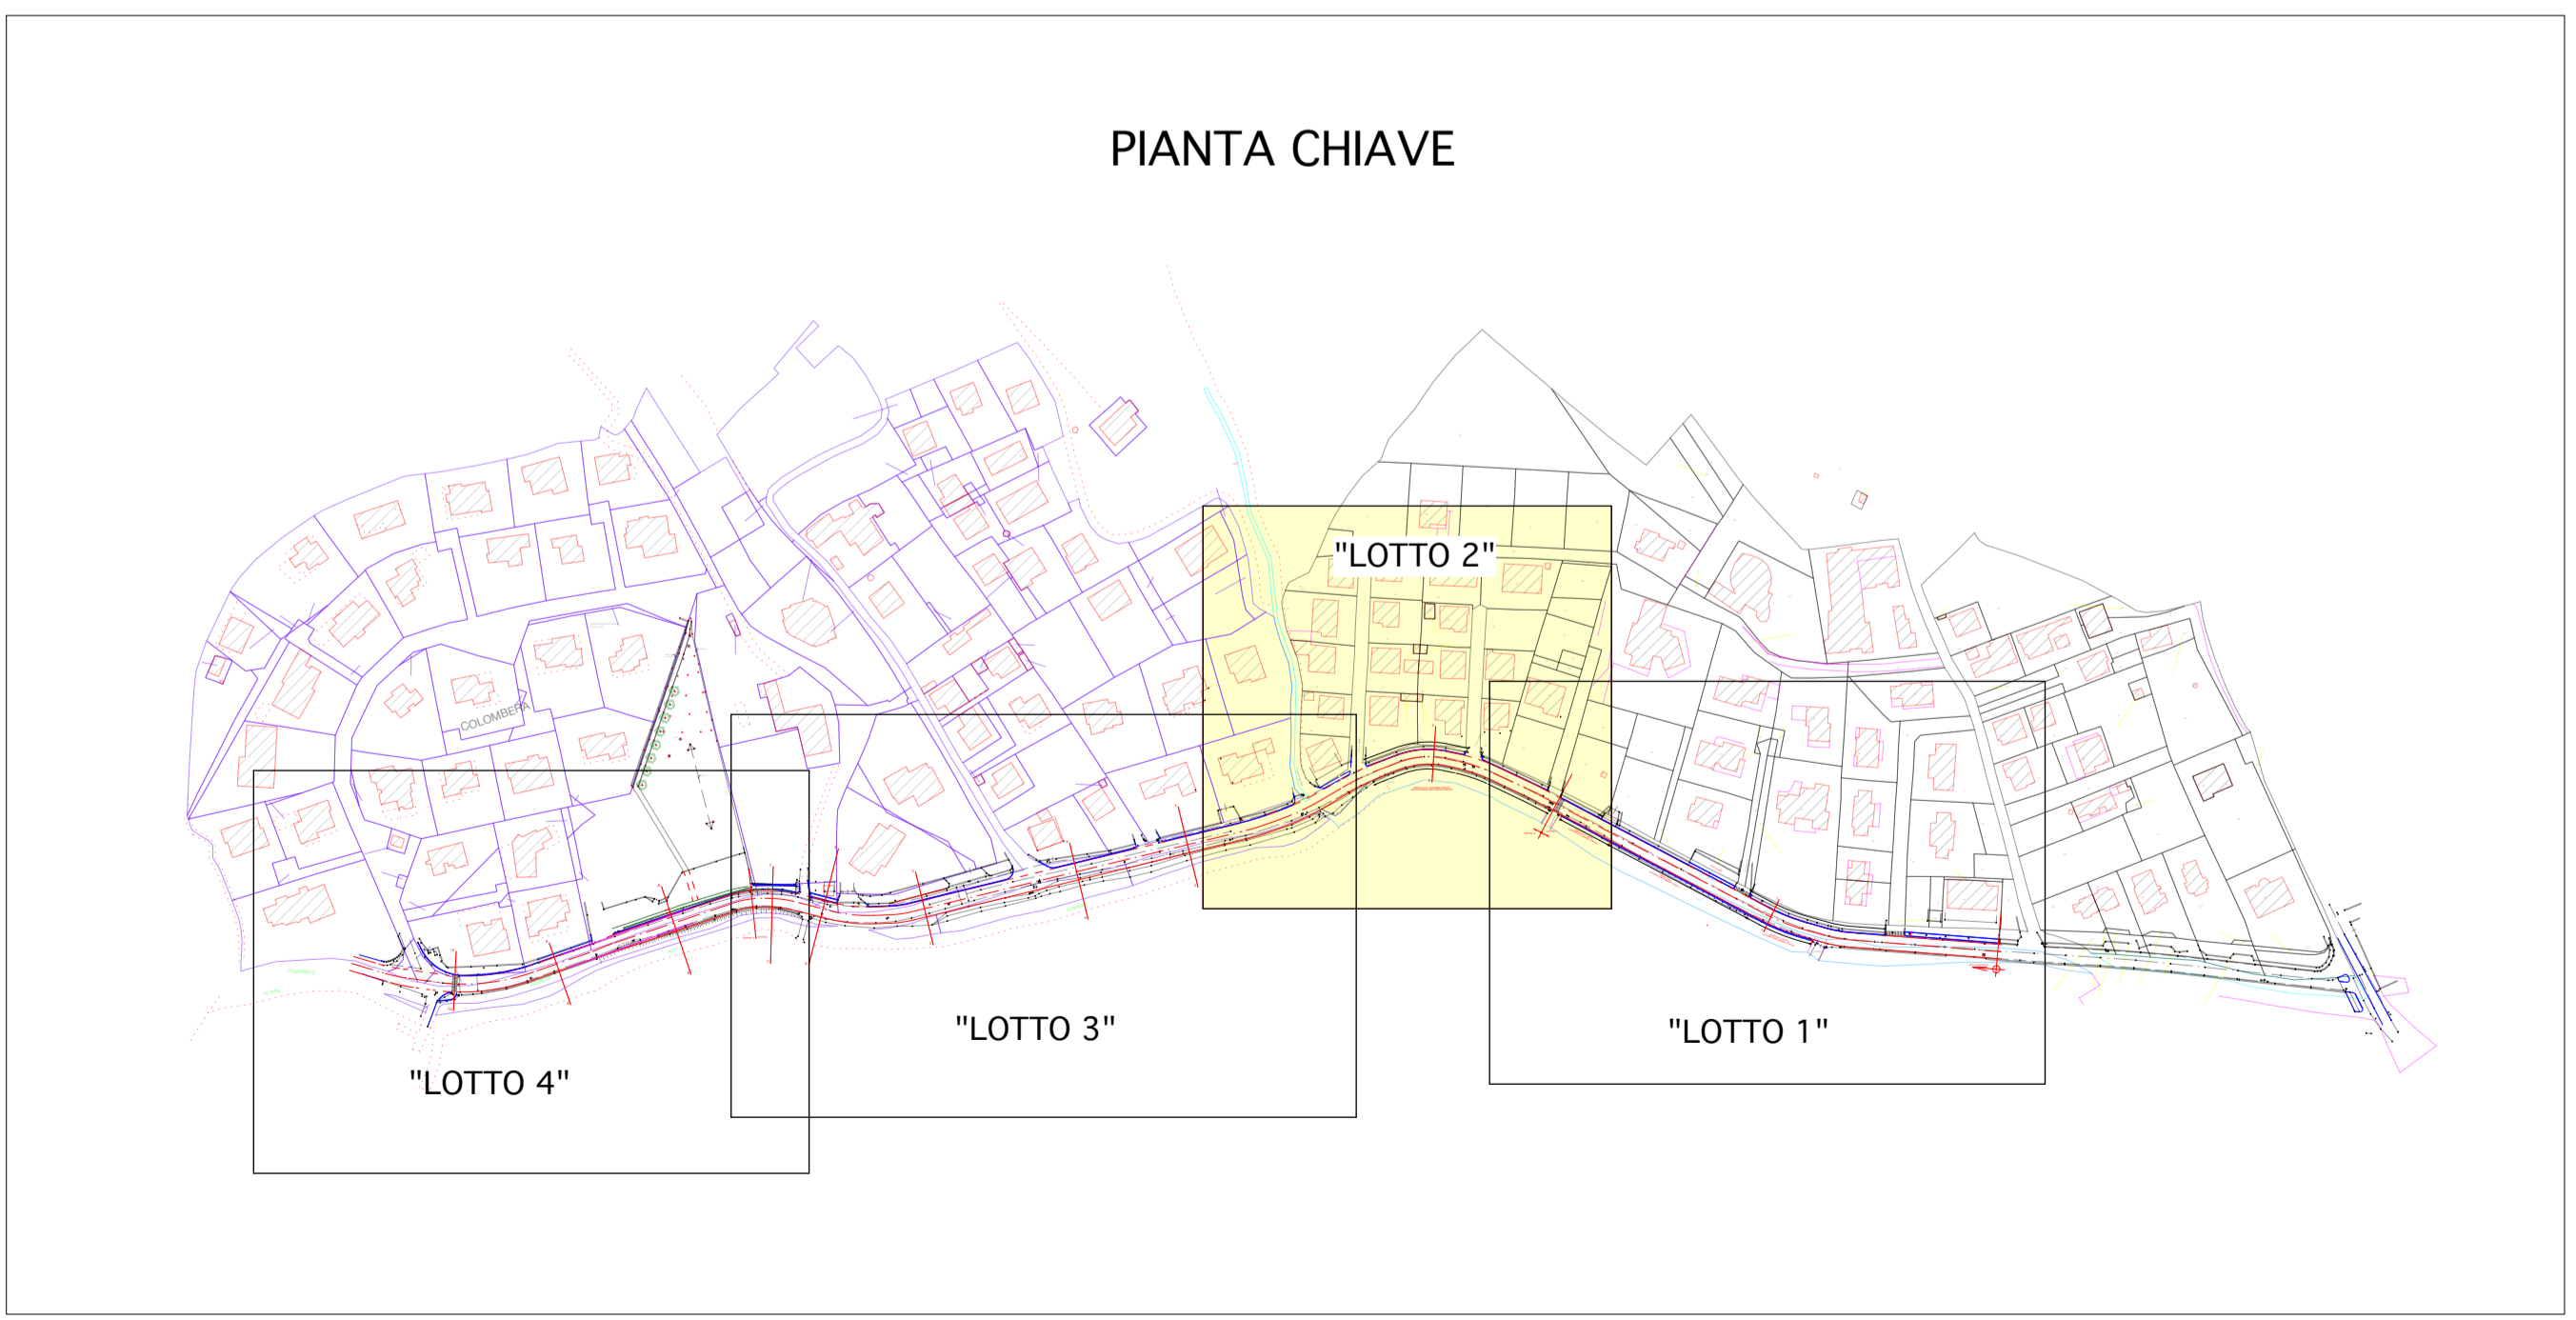 PIANTA CHIAVE
"LOTTO 2"
COLOMBERA
"LOTTO 3"
"LOTTO 1"
"LOTTO 4"